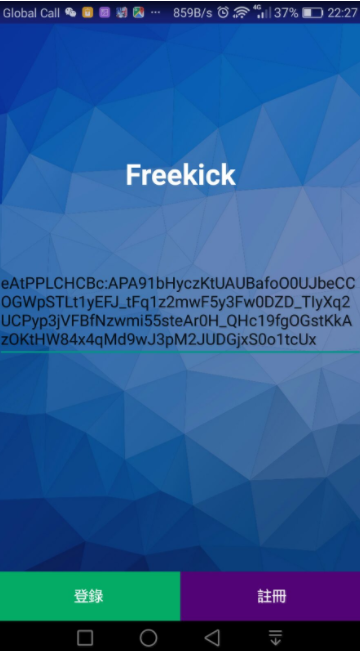 Global Call 859B/s 4G 37% 22:27
Freekick
eAtPPLCHCBc:APA91bHyczKtUAUBafoO0UJbeCC
OGWpSTLt1yEFJ_tFq1z2mwF5y3Fw0DZD_TIyXq2
UCPyp3jVFBfNzwmi55steAr0H_QHc19fgOGstKkA
zOKtHW84x4qMd9wJ3pM2JUDGjxS0o1tcUx
登錄 註冊